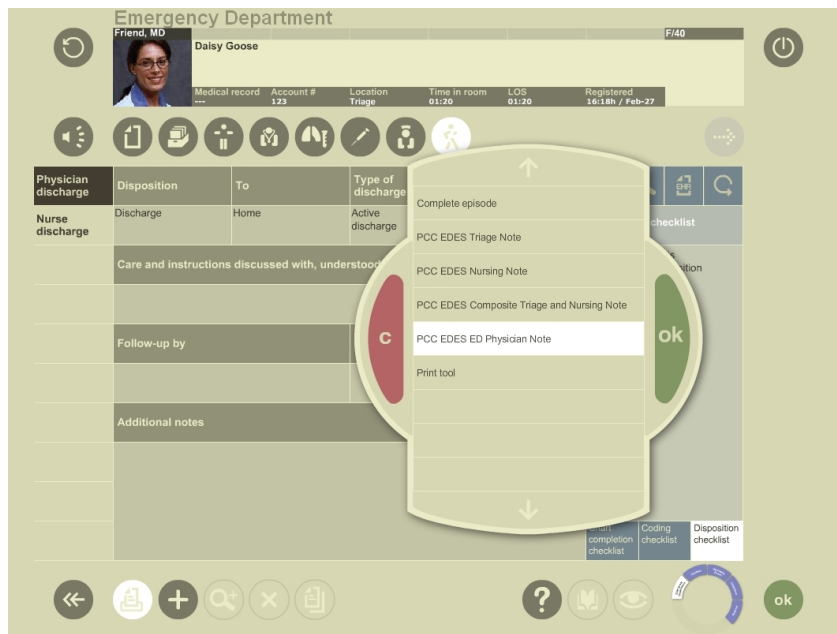 Emergency Department
Friend, MD
F/40
Daisy Goose
Medical record Account # Location Time in room LOS Registered
--- 123 Triage 01:20 01:20 16:18h / Feb-27
Physician discharge
Disposition
To
Type of discharge
EHR
Nurse discharge
Discharge
Home
Active discharge
checklist
Care and instructions discussed with, understood
Follow-up by
Additional notes
Complete episode
PCC EDES Triage Note
PCC EDES Nursing Note
PCC EDES Composite Triage and Nursing Note
PCC EDES ED Physician Note
Print tool
c
ok
completion checklist
Coding checklist
Disposition checklist
?
ok